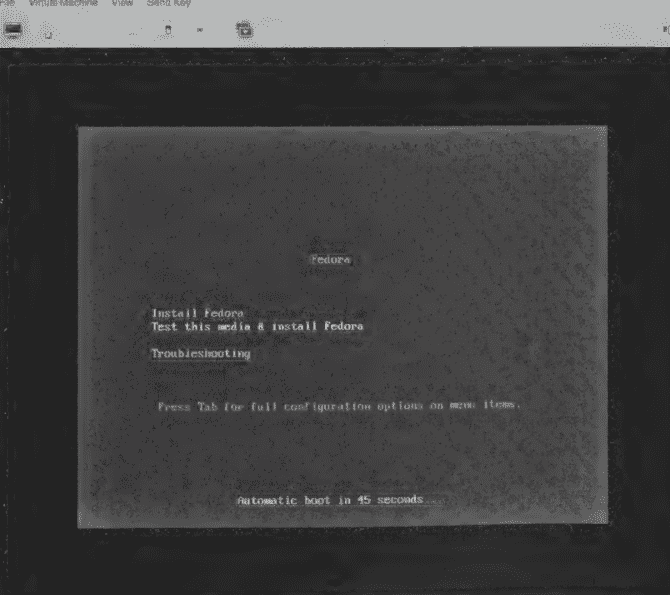 File Virtual Machine View Send Key
Fedora
Install Fedora
Test this media & install Fedora
Troubleshooting
Press Tab for full configuration options on menu items.
Automatic boot in 45 seconds...